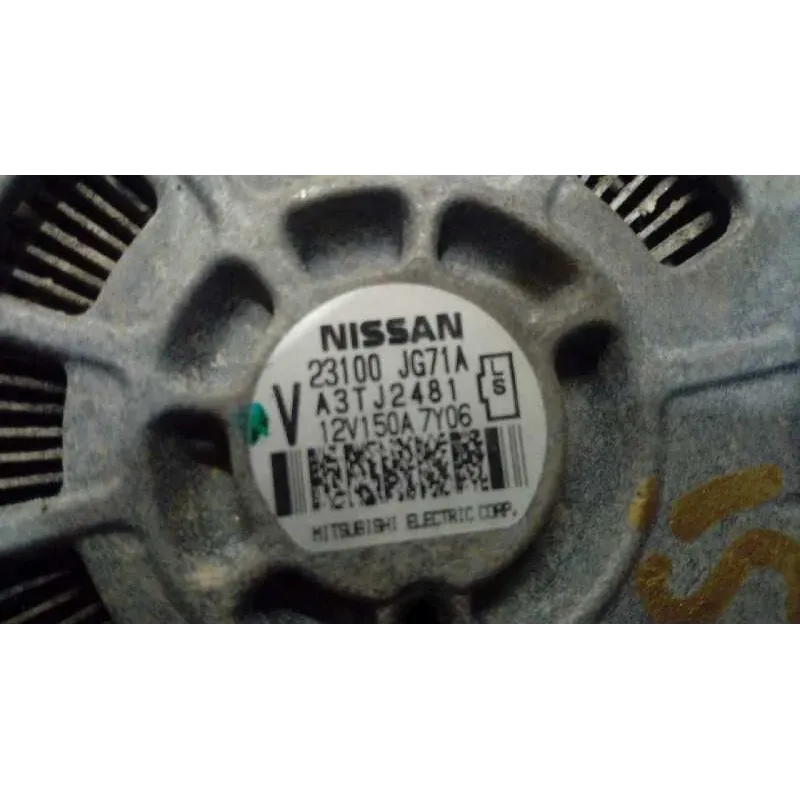 NISSAN
23100 JG71A
V A3TJ2481
L
S
12V150A 7Y06
MITSUBISHI ELECTRIC CORP.